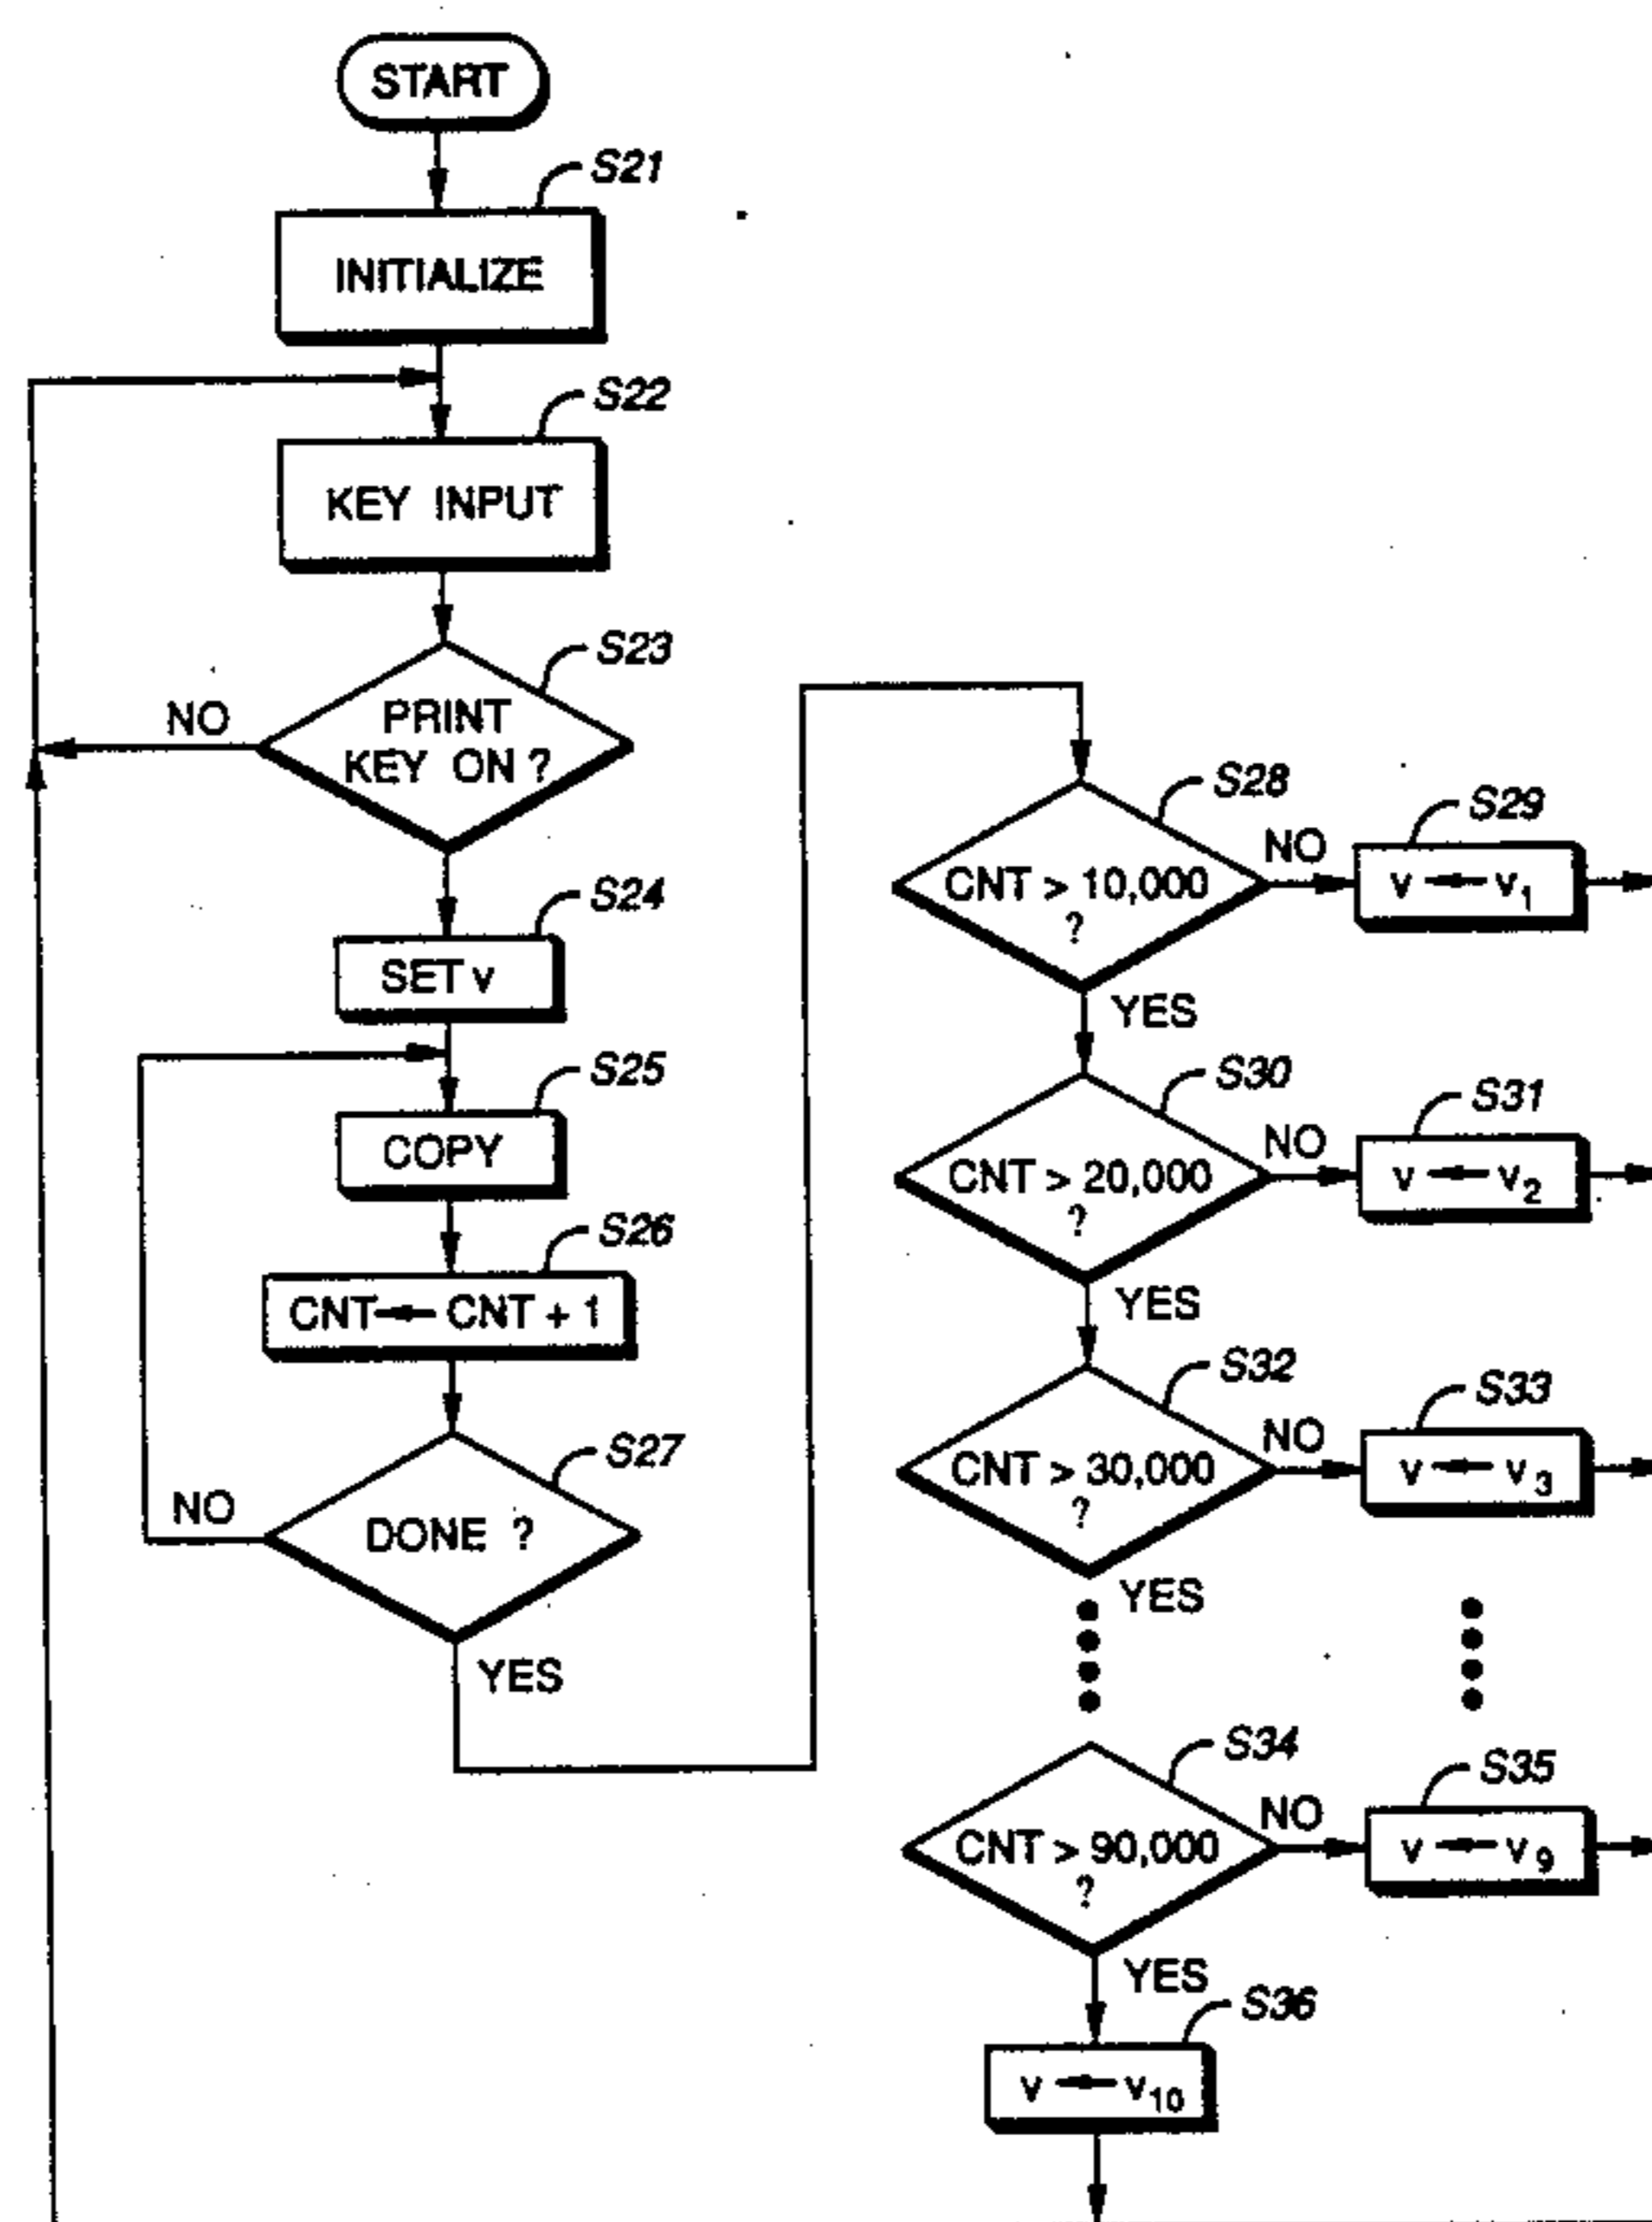 START
S21
INITIALIZE
S22
KEY INPUT
S23
PRINT
KEY ON ?
NO
S24
SET v
S25
COPY
S26
CNT ← CNT + 1
S27
DONE ?
NO
YES
S28
CNT > 10,000
?
NO
S29
v ← v1
YES
S30
CNT > 20,000
?
NO
S31
v ← v2
YES
S32
CNT > 30,000
?
NO
S33
v ← v3
YES
S34
CNT > 90,000
?
NO
S35
v ← v9
YES
S36
v ← v10